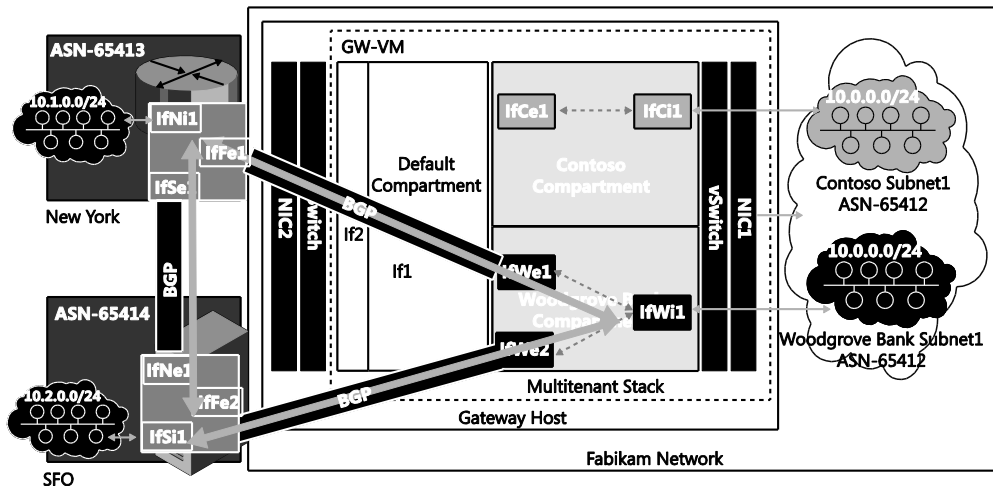 ASN-65413
10.1.0.0/24
IfNi1
IfFe1
IfSe1
New York
BGP
ASN-65414
10.2.0.0/24
IfNe1
IfFe2
IfSi1
SFO
GW-VM
NIC2
If2
Default
Compartment
If1
BGP
BGP
IfCe1
IfCi1
Contoso
Compartment
IfWe1
IfWi1
IfWe2
Multitenant Stack
vSwitch
NIC1
Gateway Host
Fabikam Network
10.0.0.0/24
Contoso Subnet1
ASN-65412
10.0.0.0/24
Woodgrove Bank Subnet1
ASN-65412